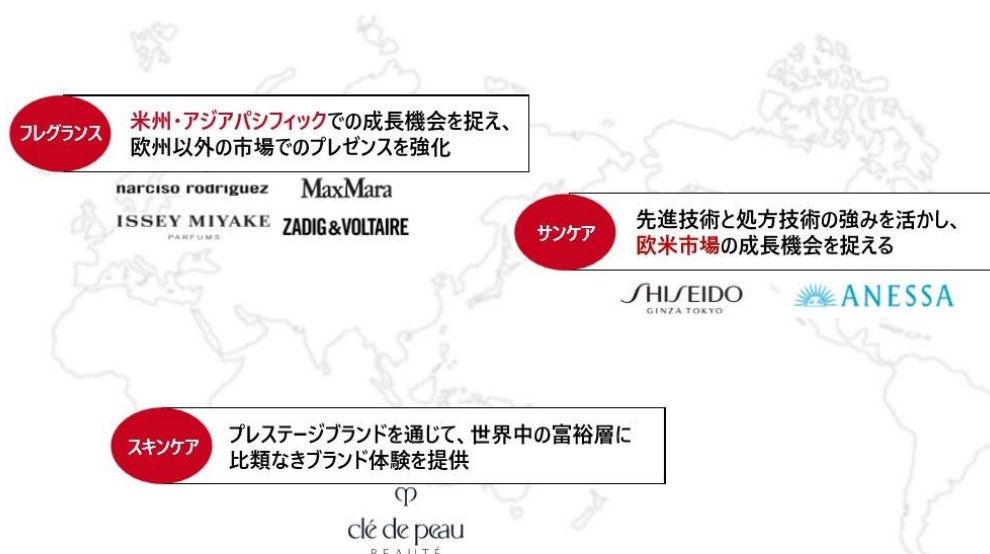 フレグランス
米州・アジアパシフィックでの成長機会を捉え、
欧州以外の市場でのプレゼンスを強化
narciso rodriguez
MaxMara
ISSEY MIYAKE
PARFUMS
ZADIG&VOLTAIRE
サンケア
先進技術と処方技術の強みを活かし、
欧米市場の成長機会を捉える
SHISEIDO
GINZA TOKYO
ANESSA
スキンケア
プレステージブランドを通じて、世界中の富裕層に
比類なきブランド体験を提供
clé de peau
BEAUTÉ